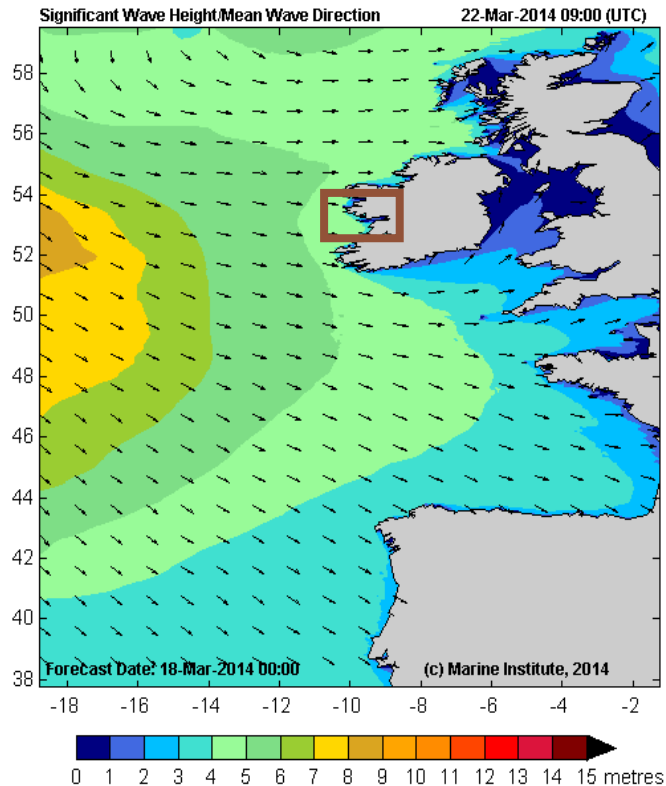 Significant Wave Height/Mean Wave Direction 22-Mar-2014 09:00 (UTC)
58
56
54
52
50
48
46
44
42
40
38
Forecast Date: 18-Mar-2014 00:00 (c) Marine Institute, 2014
-18 -16 -14 -12 -10 -8 -6 -4 -2
0 1 2 3 4 5 6 7 8 9 10 11 12 13 14 15 metres